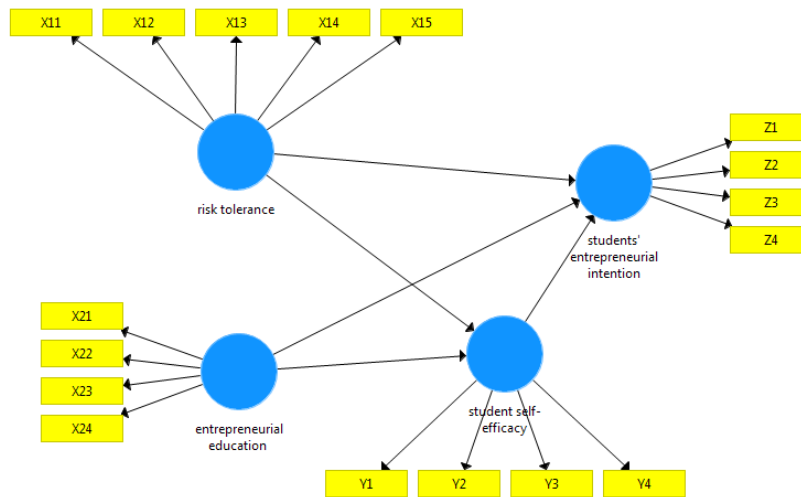 X11
X12
X13
X14
X15
risk tolerance
Z1
Z2
Z3
Z4
students'
entrepreneurial
intention
X21
X22
X23
X24
entrepreneurial
education
student self-
efficacy
Y1
Y2
Y3
Y4